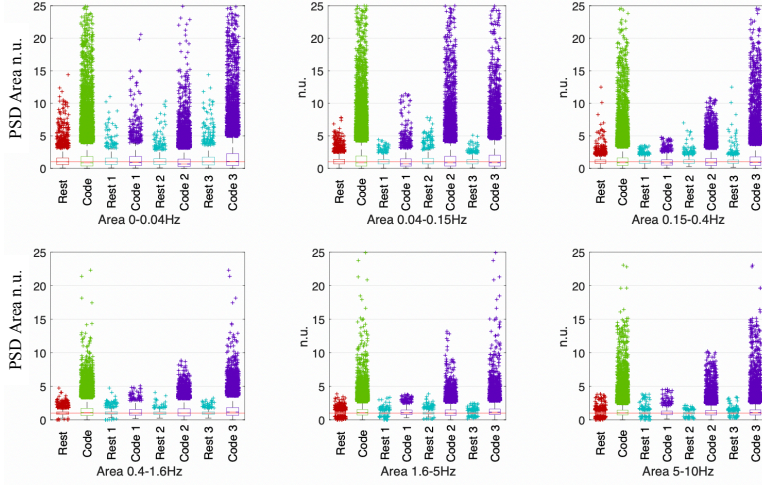 25
20
15
10
5
0
PSD Area n.u.
Rest
Code
Rest 1
Code 1
Rest 2
Code 2
Rest 3
Code 3
Area 0-0.04Hz
25
20
15
10
5
0
n.u.
Rest
Code
Rest 1
Code 1
Rest 2
Code 2
Rest 3
Code 3
Area 0.04-0.15Hz
25
20
15
10
5
0
n.u.
Rest
Code
Rest 1
Code 1
Rest 2
Code 2
Rest 3
Code 3
Area 0.15-0.4Hz
25
20
15
10
5
0
PSD Area n.u.
Rest
Code
Rest 1
Code 1
Rest 2
Code 2
Rest 3
Code 3
Area 0.4-1.6Hz
25
20
15
10
5
0
n.u.
Rest
Code
Rest 1
Code 1
Rest 2
Code 2
Rest 3
Code 3
Area 1.6-5Hz
25
20
15
10
5
0
n.u.
Rest
Code
Rest 1
Code 1
Rest 2
Code 2
Rest 3
Code 3
Area 5-10Hz